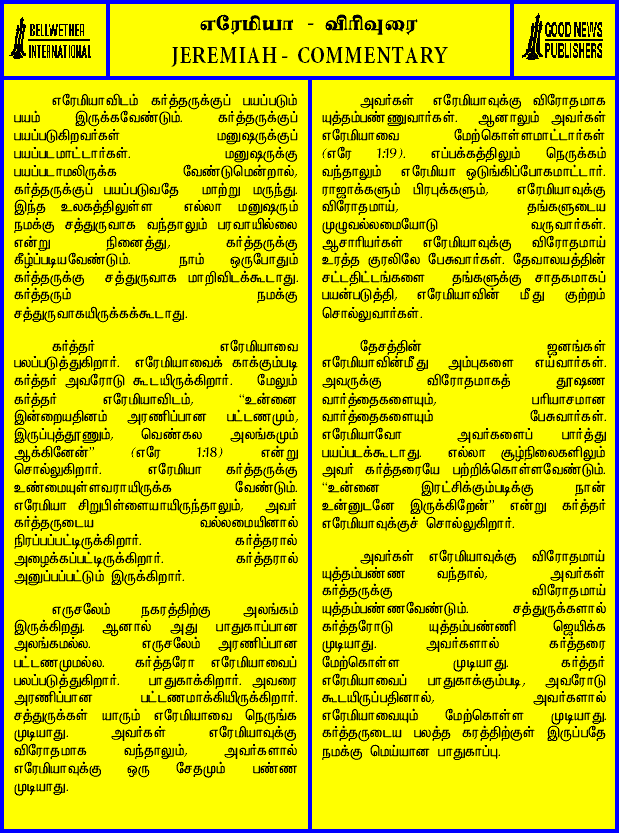 BELLWETHER
INTERNATIONAL
எரேமியா - விரிவுரை
JEREMIAH - COMMENTARY
GOOD NEWS
PUBLISHERS
எரேமியாவிடம் கர்த்தருக்குப் பயப்படும்
பயம் இருக்கவேண்டும். கர்த்தருக்குப்
பயப்படுகிறவர்கள் மனுஷருக்குப்
பயப்படமாட்டார்கள். மனுஷருக்கு
பயப்படாமலிருக்க வேண்டுமென்றால்,
கர்த்தருக்குப் பயப்படுவதே மாற்று மருந்து.
இந்த உலகத்திலுள்ள எல்லா மனுஷரும்
நமக்கு சத்துருவாக வந்தாலும் பரவாயில்லை
என்று நினைத்து, கர்த்தருக்கு
கீழ்ப்படியவேண்டும். நாம் ஒருபோதும்
கர்த்தருக்கு சத்துருவாக மாறிவிடக்கூடாது.
கர்த்தரும் நமக்கு
சத்துருவாகயிருக்கக்கூடாது.
கர்த்தர் எரேமியாவை
பலப்படுத்துகிறார். எரேமியாவைக் காக்கும்படி
கர்த்தர் அவரோடு கூடயிருக்கிறார். மேலும்
கர்த்தர் எரேமியாவிடம், “உன்னை
இன்றையதினம் அரணிப்பான பட்டணமும்,
இருப்புத்தூணும், வெண்கல அலங்கமும்
ஆக்கினேன்” (எரே 1:18) என்று
சொல்லுகிறார். எரேமியா கர்த்தருக்கு
உண்மையுள்ளவராயிருக்க வேண்டும்.
எரேமியா சிறுபிள்ளையாயிருந்தாலும், அவர்
கர்த்தருடைய வல்லமையினால்
நிரப்பப்பட்டிருக்கிறார். கர்த்தரால்
அழைக்கப்பட்டிருக்கிறார். கர்த்தரால்
அனுப்பப்பட்டும் இருக்கிறார்.
எருசலேம் நகரத்திற்கு அலங்கம்
இருக்கிறது. ஆனால் அது பாதுகாப்பான
அலங்கமல்ல. எருசலேம் அரணிப்பான
பட்டணமுமல்ல. கர்த்தரோ எரேமியாவைப்
பலப்படுத்துகிறார். பாதுகாக்கிறார். அவரை
அரணிப்பான பட்டணமாக்கியிருக்கிறார்.
சத்துருக்கள் யாரும் எரேமியாவை நெருங்க
முடியாது. அவர்கள் எரேமியாவுக்கு
விரோதமாக வந்தாலும், அவர்களால்
எரேமியாவுக்கு ஒரு சேதமும் பண்ண
முடியாது.
அவர்கள் எரேமியாவுக்கு விரோதமாக
யுத்தம்பண்ணுவார்கள். ஆனாலும் அவர்கள்
எரேமியாவை மேற்கொள்ளமாட்டார்கள்
(எரே 1:19). எப்பக்கத்திலும் நெருக்கம்
வந்தாலும் எரேமியா ஒடுங்கிப்போகமாட்டார்.
ராஜாக்களும் பிரபுக்களும், எரேமியாவுக்கு
விரோதமாய், தங்களுடைய
முழுவல்லமையோடு வருவார்கள்.
ஆசாரியர்கள் எரேமியாவுக்கு விரோதமாய்
உரத்த குரலிலே பேசுவார்கள். தேவாலயத்தின்
சட்டதிட்டங்களை தங்களுக்கு சாதகமாகப்
பயன்படுத்தி, எரேமியாவின் மீது குற்றம்
சொல்லுவார்கள்.
தேசத்தின் ஜனங்கள்
எரேமியாவின்மீது அம்புகளை எய்வார்கள்.
அவருக்கு விரோதமாகத் தூஷண
வார்த்தைகளையும், பரியாசமான
வார்த்தைகளையும் பேசுவார்கள்.
எரேமியாவோ அவர்களைப் பார்த்து
பயப்படக்கூடாது. எல்லா சூழ்நிலைகளிலும்
அவர் கர்த்தரையே பற்றிக்கொள்ளவேண்டும்.
“உன்னை இரட்சிக்கும்படிக்கு நான்
உன்னுடனே இருக்கிறேன்” என்று கர்த்தர்
எரேமியாவுக்குச் சொல்லுகிறார்.
அவர்கள் எரேமியாவுக்கு விரோதமாய்
யுத்தம்பண்ண வந்தால், அவர்கள்
கர்த்தருக்கு விரோதமாய்
யுத்தம்பண்ணவேண்டும். சத்துருக்களால்
கர்த்தரோடு யுத்தம்பண்ணி ஜெயிக்க
முடியாது. அவர்களால் கர்த்தரை
மேற்கொள்ள முடியாது. கர்த்தர்
எரேமியாவைப் பாதுகாக்கும்படி, அவரோடு
கூடயிருப்பதினால், அவர்களால்
எரேமியாவையும் மேற்கொள்ள முடியாது.
கர்த்தருடைய பலத்த கரத்திற்குள் இருப்பதே
நமக்கு மெய்யான பாதுகாப்பு.